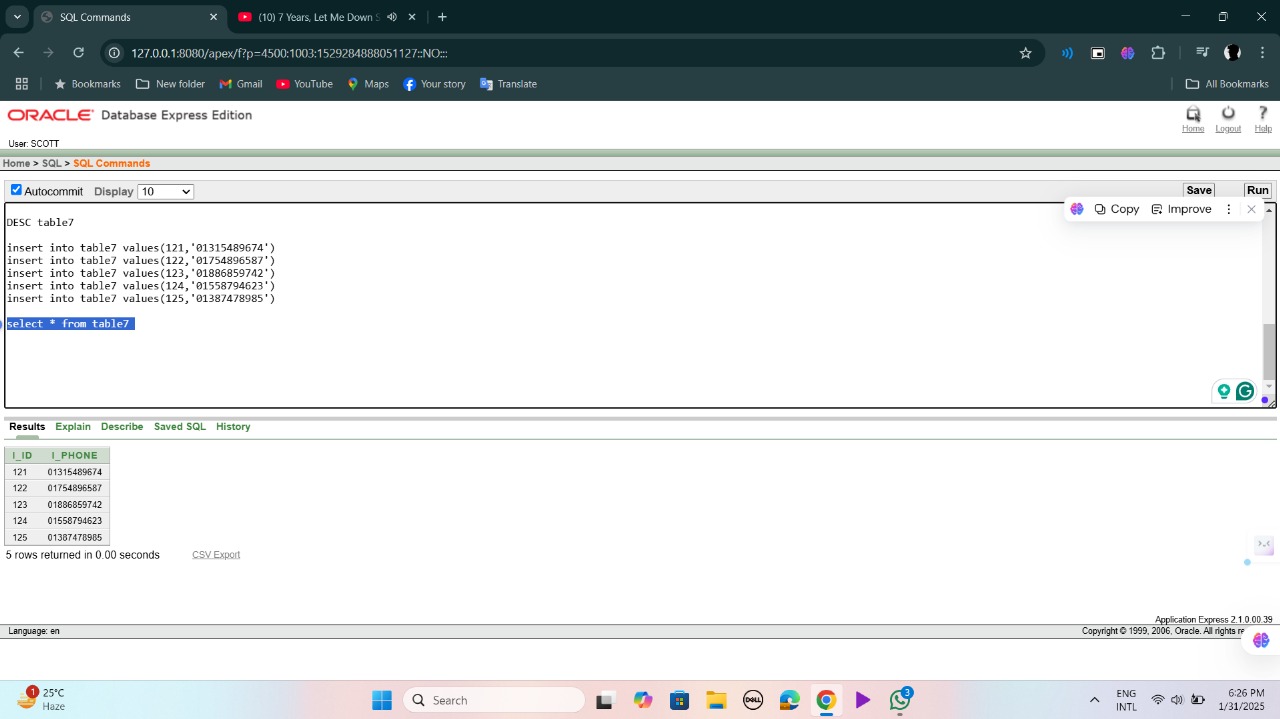 SQL Commands
(10) 7 Years, Let Me Down S
127.0.0.1:8080/apex/f?p=4500:1003:1529284888051127::NO:::
Bookmarks New folder Gmail YouTube Maps Your story Translate All Bookmarks
ORACLE Database Express Edition
Home Logout Help
User: SCOTT
Home > SQL > SQL Commands
Autocommit Display 10 Save Run
Copy Improve
DESC table7
insert into table7 values(121,'01315489674')
insert into table7 values(122,'01754896587')
insert into table7 values(123,'01886859742')
insert into table7 values(124,'01558794623')
insert into table7 values(125,'01387478985')
select * from table7
Results Explain Describe Saved SQL History
I_ID I_PHONE
121 01315489674
122 01754896587
123 01886859742
124 01558794623
125 01387478985
5 rows returned in 0.00 seconds CSV Export
Application Express 2.1.0.00.39
Language: en Copyright © 1999, 2006, Oracle. All rights re
1 25°C Haze
Search
DELL
3
ENG INTL
6:26 PM
1/31/2025